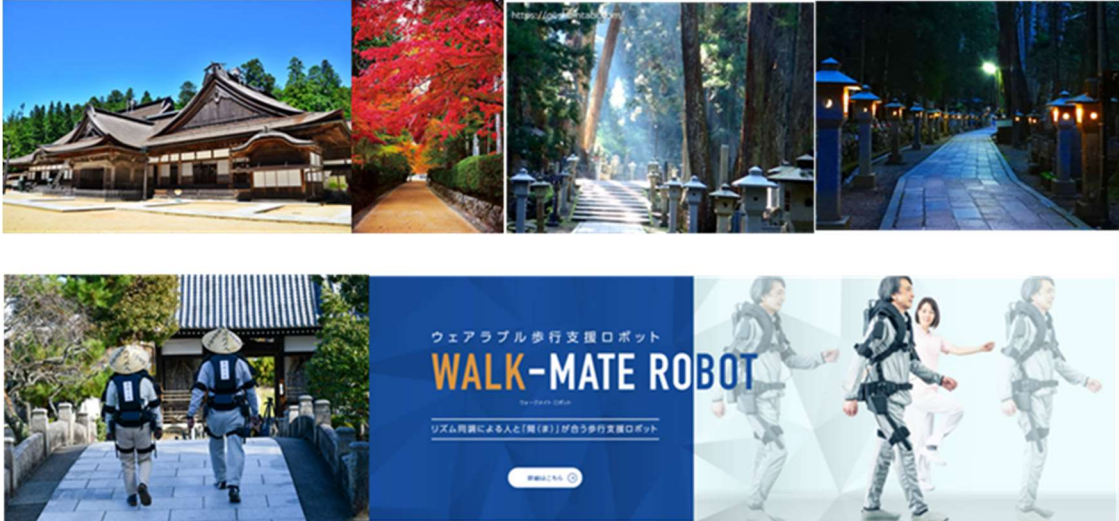 ウェアラブル歩行支援ロボット
WALK-MATE ROBOT
ウォークメイト ロボット
リズム同調による人と「間(ま)」が合う歩行支援ロボット
詳細はこちら